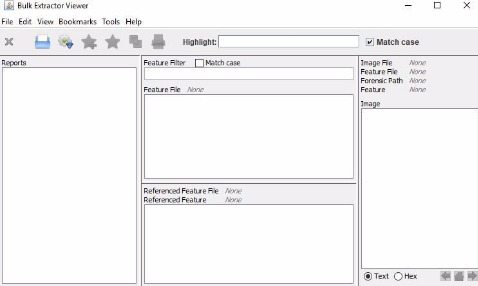 Bulk Extractor Viewer
File Edit View Bookmarks Tools Help
Highlight: Match case
Reports
Feature Filter Match case
Feature File None
Referenced Feature File None
Referenced Feature None
Image File None
Feature File None
Forensic Path None
Feature None
Image
Text Hex